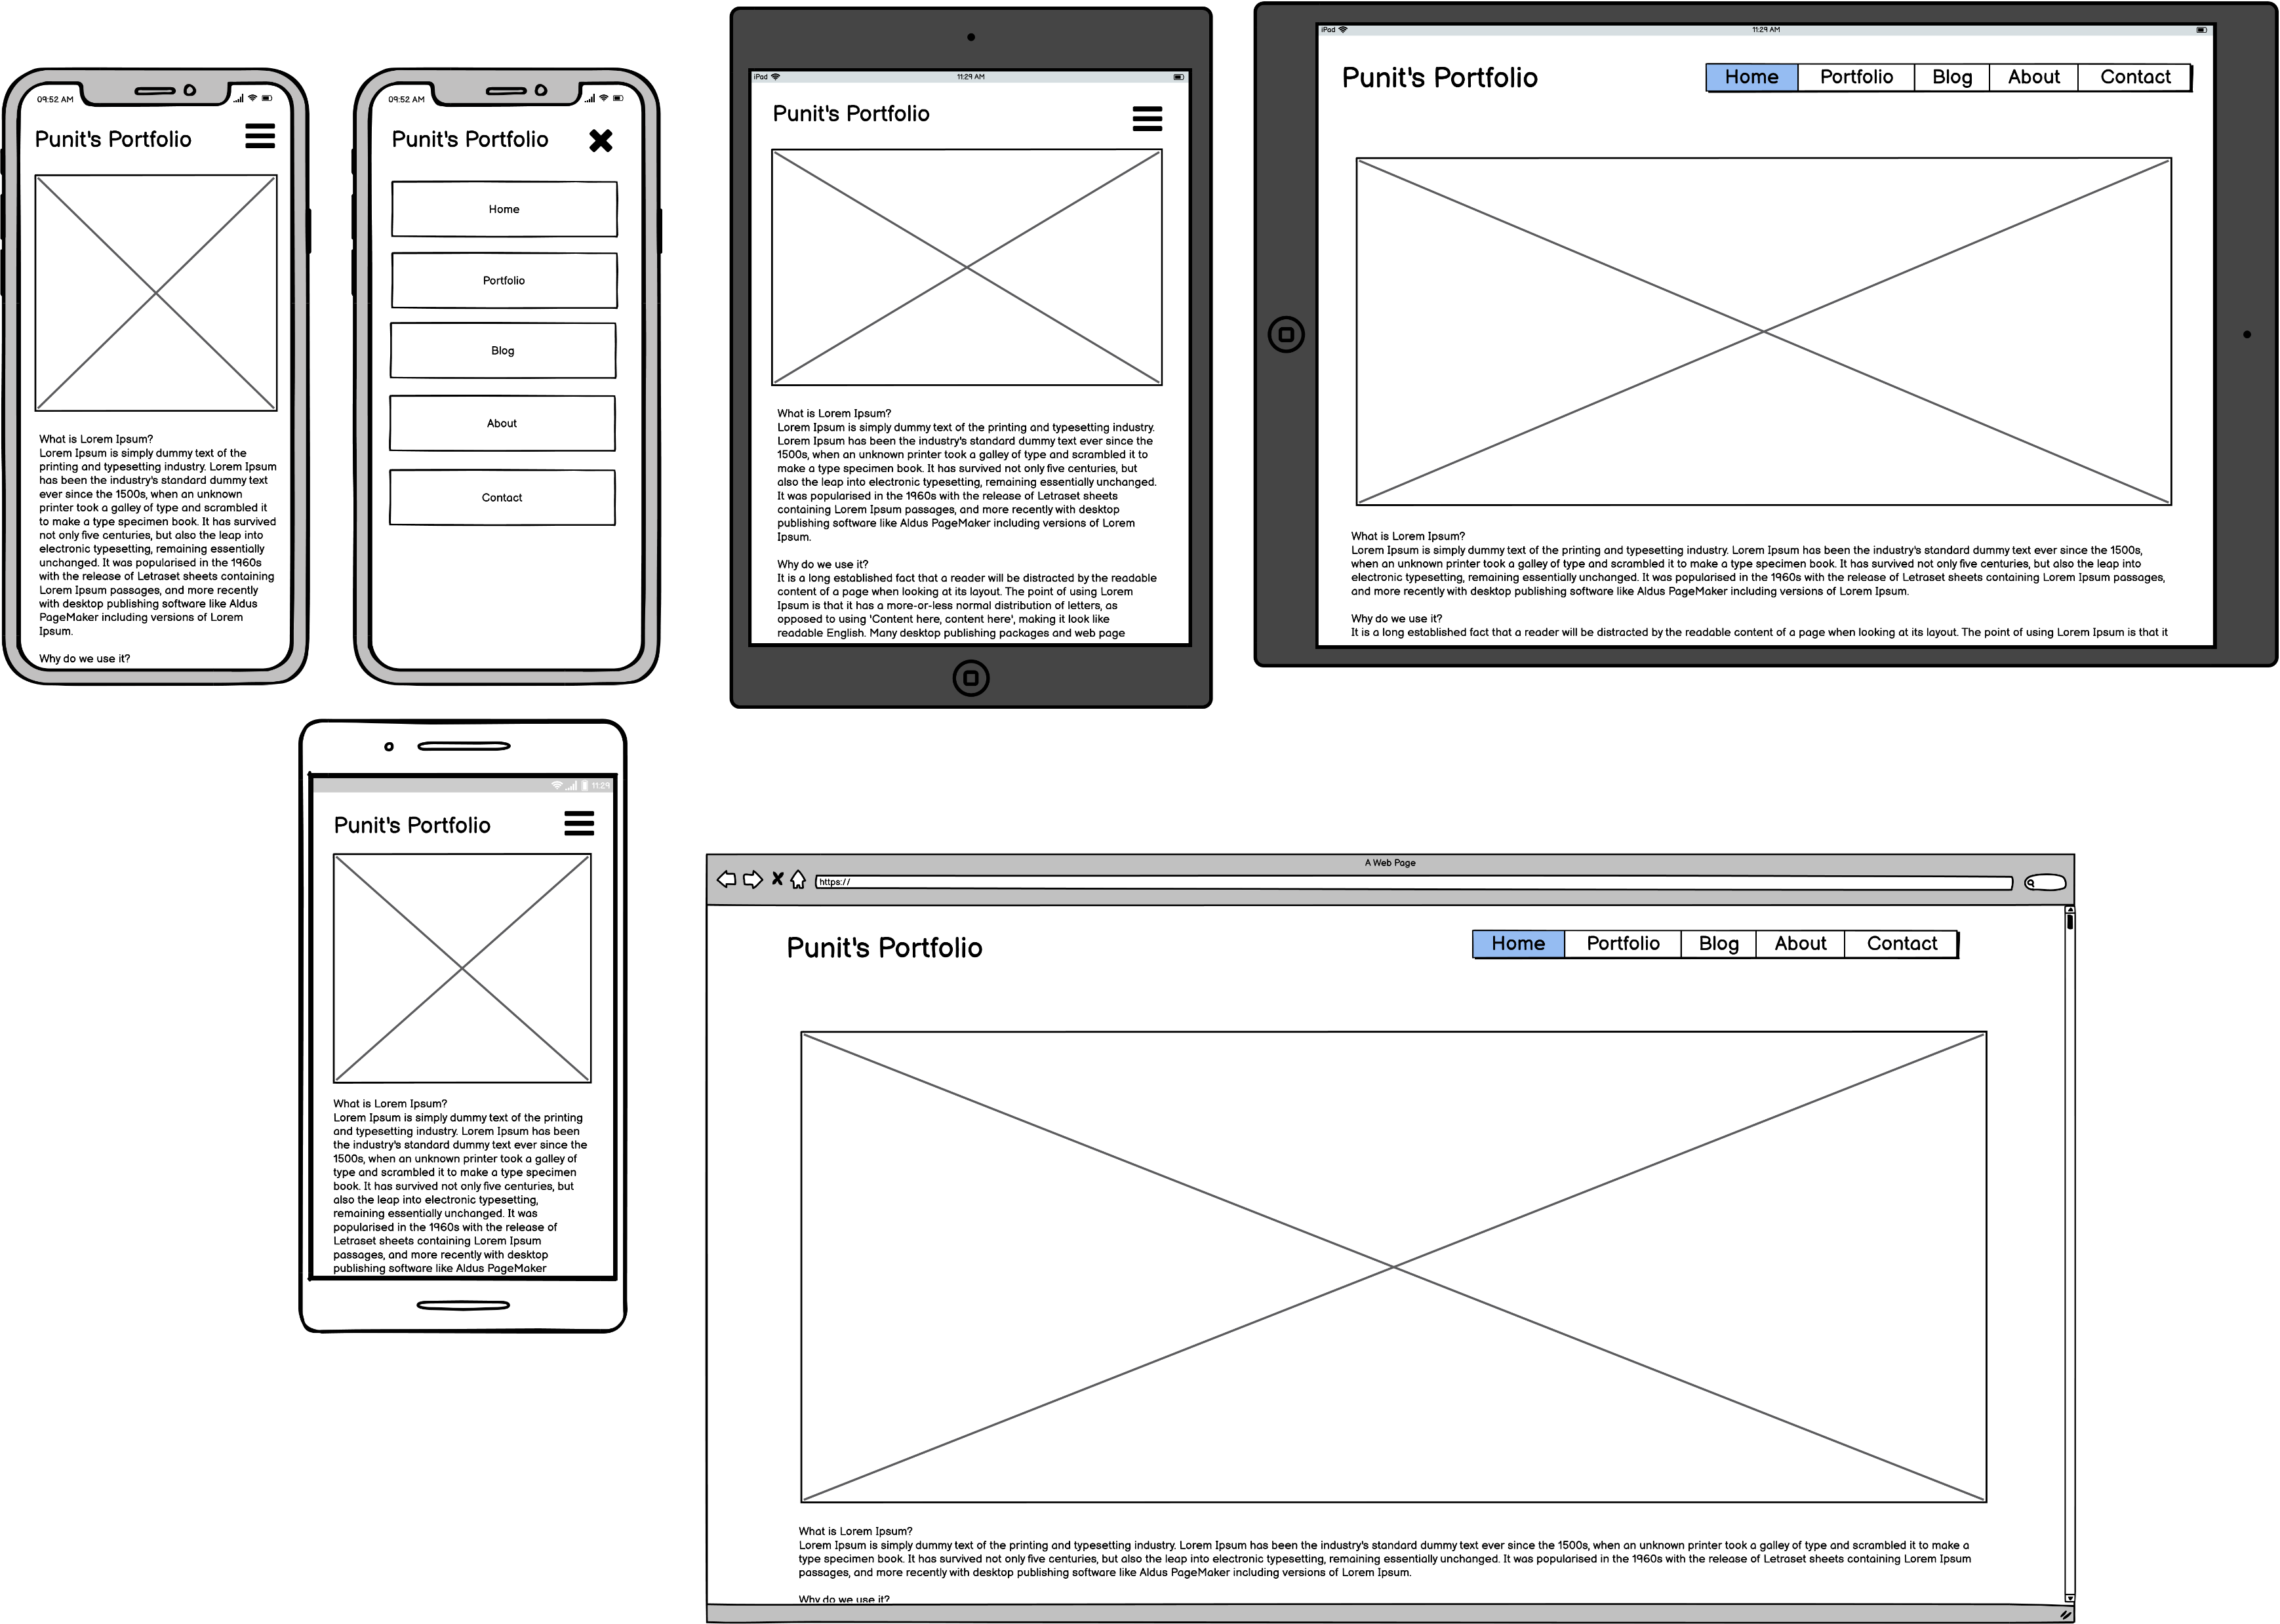 09:52 AM
Punit's Portfolio
What is Lorem Ipsum?
Lorem Ipsum is simply dummy text of the
printing and typesetting industry. Lorem Ipsum
has been the industry's standard dummy text
ever since the 1500s, when an unknown
printer took a galley of type and scrambled it
to make a type specimen book. It has survived
not only five centuries, but also the leap into
electronic typesetting, remaining essentially
unchanged. It was popularised in the 1960s
with the release of Letraset sheets containing
Lorem Ipsum passages, and more recently
with desktop publishing software like Aldus
PageMaker including versions of Lorem
Ipsum.
Why do we use it?
09:52 AM
Punit's Portfolio
Home
Portfolio
Blog
About
Contact
iPad
11:29 AM
Punit's Portfolio
What is Lorem Ipsum?
Lorem Ipsum is simply dummy text of the printing and typesetting industry.
Lorem Ipsum has been the industry's standard dummy text ever since the
1500s, when an unknown printer took a galley of type and scrambled it to
make a type specimen book. It has survived not only five centuries, but
also the leap into electronic typesetting, remaining essentially unchanged.
It was popularised in the 1960s with the release of Letraset sheets
containing Lorem Ipsum passages, and more recently with desktop
publishing software like Aldus PageMaker including versions of Lorem
Ipsum.
Why do we use it?
It is a long established fact that a reader will be distracted by the readable
content of a page when looking at its layout. The point of using Lorem
Ipsum is that it has a more-or-less normal distribution of letters, as
opposed to using 'Content here, content here', making it look like
readable English. Many desktop publishing packages and web page
iPad
11:29 AM
Punit's Portfolio
Home Portfolio Blog About Contact
What is Lorem Ipsum?
Lorem Ipsum is simply dummy text of the printing and typesetting industry. Lorem Ipsum has been the industry's standard dummy text ever since the 1500s,
when an unknown printer took a galley of type and scrambled it to make a type specimen book. It has survived not only five centuries, but also the leap into
electronic typesetting, remaining essentially unchanged. It was popularised in the 1960s with the release of Letraset sheets containing Lorem Ipsum passages,
and more recently with desktop publishing software like Aldus PageMaker including versions of Lorem Ipsum.
Why do we use it?
It is a long established fact that a reader will be distracted by the readable content of a page when looking at its layout. The point of using Lorem Ipsum is that it
11:29
Punit's Portfolio
What is Lorem Ipsum?
Lorem Ipsum is simply dummy text of the printing
and typesetting industry. Lorem Ipsum has been
the industry's standard dummy text ever since the
1500s, when an unknown printer took a galley of
type and scrambled it to make a type specimen
book. It has survived not only five centuries, but
also the leap into electronic typesetting,
remaining essentially unchanged. It was
popularised in the 1960s with the release of
Letraset sheets containing Lorem Ipsum
passages, and more recently with desktop
publishing software like Aldus PageMaker
A Web Page
https://
Punit's Portfolio
Home Portfolio Blog About Contact
What is Lorem Ipsum?
Lorem Ipsum is simply dummy text of the printing and typesetting industry. Lorem Ipsum has been the industry's standard dummy text ever since the 1500s, when an unknown printer took a galley of type and scrambled it to make a
type specimen book. It has survived not only five centuries, but also the leap into electronic typesetting, remaining essentially unchanged. It was popularised in the 1960s with the release of Letraset sheets containing Lorem Ipsum
passages, and more recently with desktop publishing software like Aldus PageMaker including versions of Lorem Ipsum.
Why do we use it?